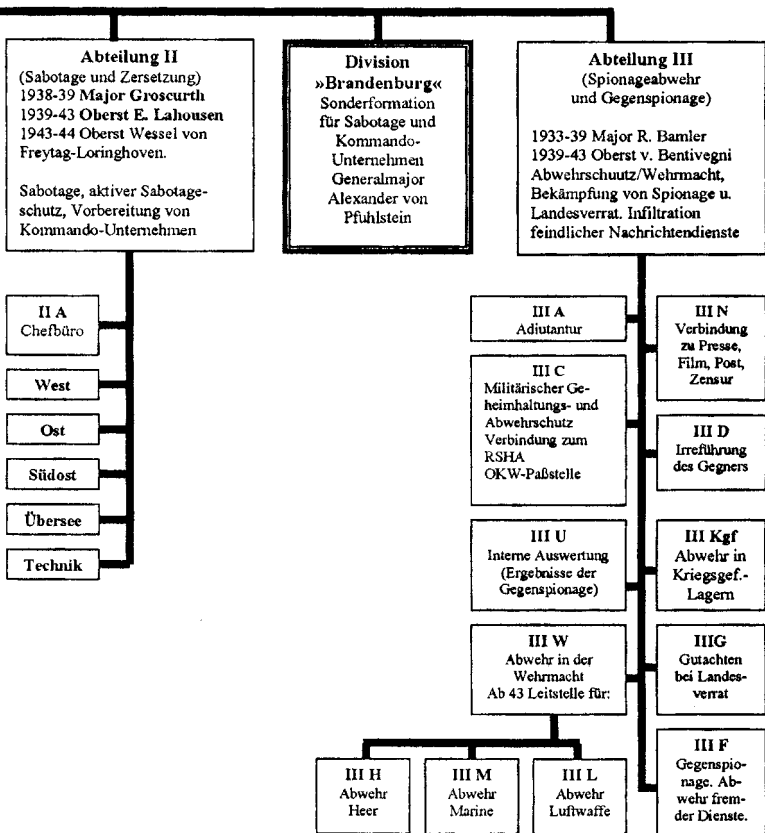 Abteilung II
(Sabotage und Zersetzung)
1938-39 Major Groscurth
1939-43 Oberst E. Lahousen
1943-44 Oberst Wessel von
Freytag-Loringhoven.
Sabotage, aktiver Sabotage-
schutz, Vorbereitung von
Kommando-Unternehmen
Division
»Brandenburg«
Sonderformation
für Sabotage und
Kommando-
Unternehmen
Generalmajor
Alexander von
Pfuhlstein
Abteilung III
(Spionageabwehr
und Gegenspionage)
1933-39 Major R. Bamler
1939-43 Oberst v. Bentivegni
Abwehrschuutz/Wehrmacht,
Bekämpfung von Spionage u.
Landesverrat. Infiltration
feindlicher Nachrichtendienste
II A
Chefbüro
West
Ost
Südost
Übersee
Technik
III A
Adiutantur
III C
Militärischer Ge-
heimhaltungs- und
Abwehrschutz
Verbindung zum
RSHA
OKW-Paßstelle
III U
Interne Auswertung
(Ergebnisse der
Gegenspionage)
III W
Abwehr in der
Wehrmacht
Ab 43 Leitstelle für:
III H
Abwehr
Heer
III M
Abwehr
Marine
III L
Abwehr
Luftwaffe
III N
Verbindung
zu Presse,
Film, Post,
Zensur
III D
Irreführung
des Gegners
III Kgf
Abwehr in
Kriegsgef.-
Lagern
IIIG
Gutachten
bei Landes-
verrat
III F
Gegenspio-
nage. Ab-
wehr frem-
der Dienste.